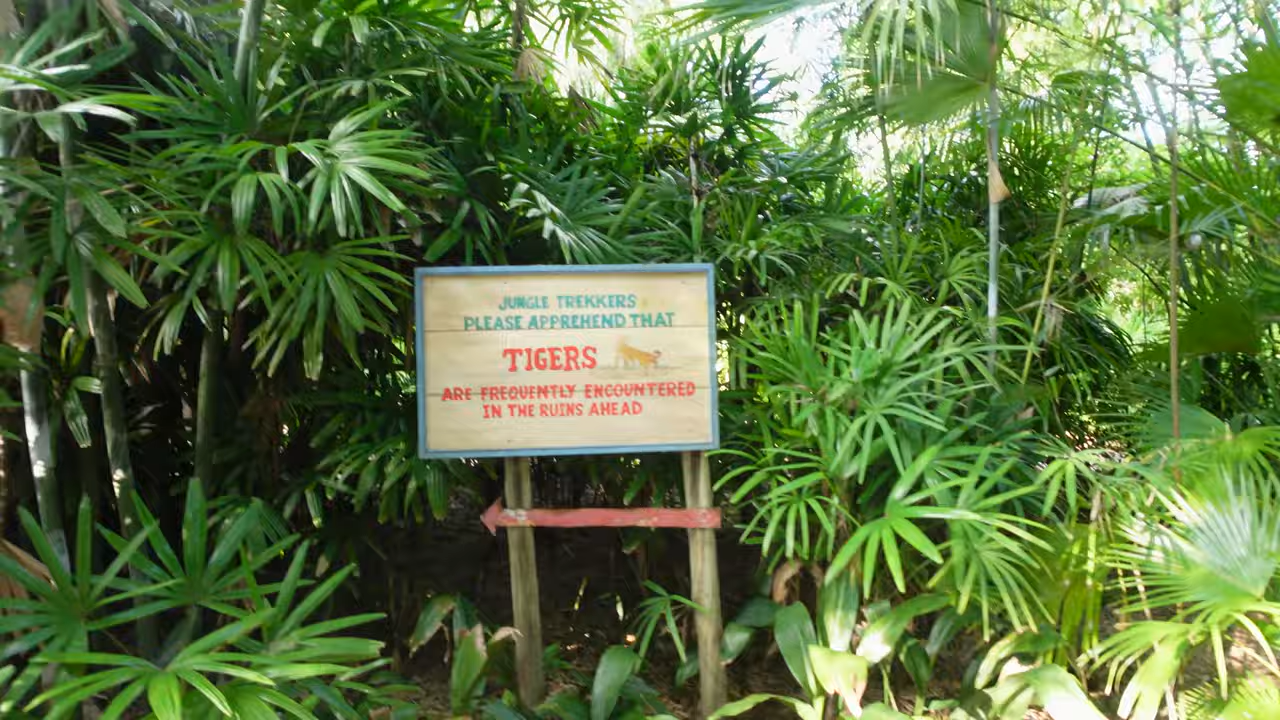 JUNGLE TREKKERS
PLEASE APPREHEND THAT
TIGERS
ARE FREQUENTLY ENCOUNTERED
IN THE RUINS AHEAD